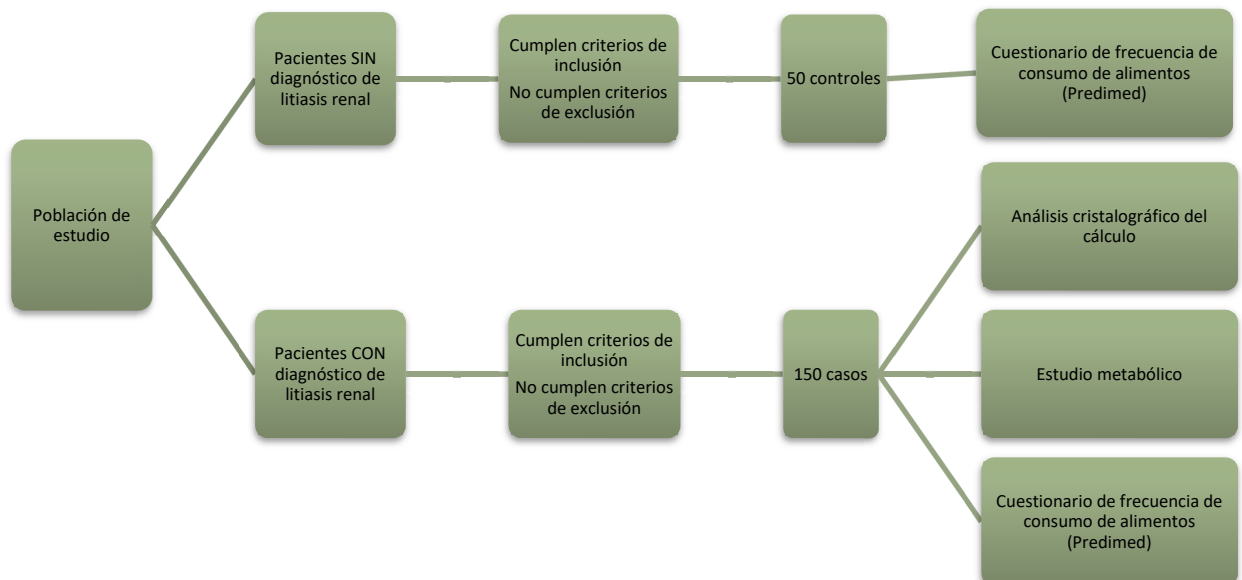 Población de
estudio
Pacientes SIN
diagnóstico de
litiasis renal
Cumplen criterios de
inclusión
No cumplen criterios
de exclusión
50 controles
Cuestionario de frecuencia de
consumo de alimentos
(Predimed)
Pacientes CON
diagnóstico de
litiasis renal
Cumplen criterios de
inclusión
No cumplen criterios
de exclusión
150 casos
Análisis cristalográfico del
cálculo
Estudio metabólico
Cuestionario de frecuencia de
consumo de alimentos
(Predimed)